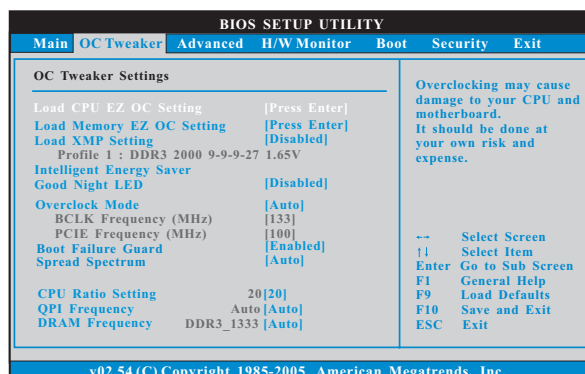 BIOS SETUP UTILITY
Main OC Tweaker Advanced H/W Monitor Boot Security Exit
OC Tweaker Settings
Load CPU EZ OC Setting [Press Enter]
Load Memory EZ OC Setting [Press Enter]
Load XMP Setting [Disabled]
Profile 1 : DDR3 2000 9-9-9-27 1.65V
Intelligent Energy Saver
Good Night LED [Disabled]
Overclock Mode [Auto]
BCLK Frequency (MHz) [133]
PCIE Frequency (MHz) [100]
Boot Failure Guard [Enabled]
Spread Spectrum [Auto]
CPU Ratio Setting 20 [20]
QPI Frequency Auto [Auto]
DRAM Frequency DDR3_1333 [Auto]
Overclocking may cause
damage to your CPU and
motherboard.
It should be done at
your own risk and
expense.
←→ Select Screen
↑↓ Select Item
Enter Go to Sub Screen
F1 General Help
F9 Load Defaults
F10 Save and Exit
ESC Exit
v02.54 (C) Copyright 1985-2005, American Megatrends, Inc.